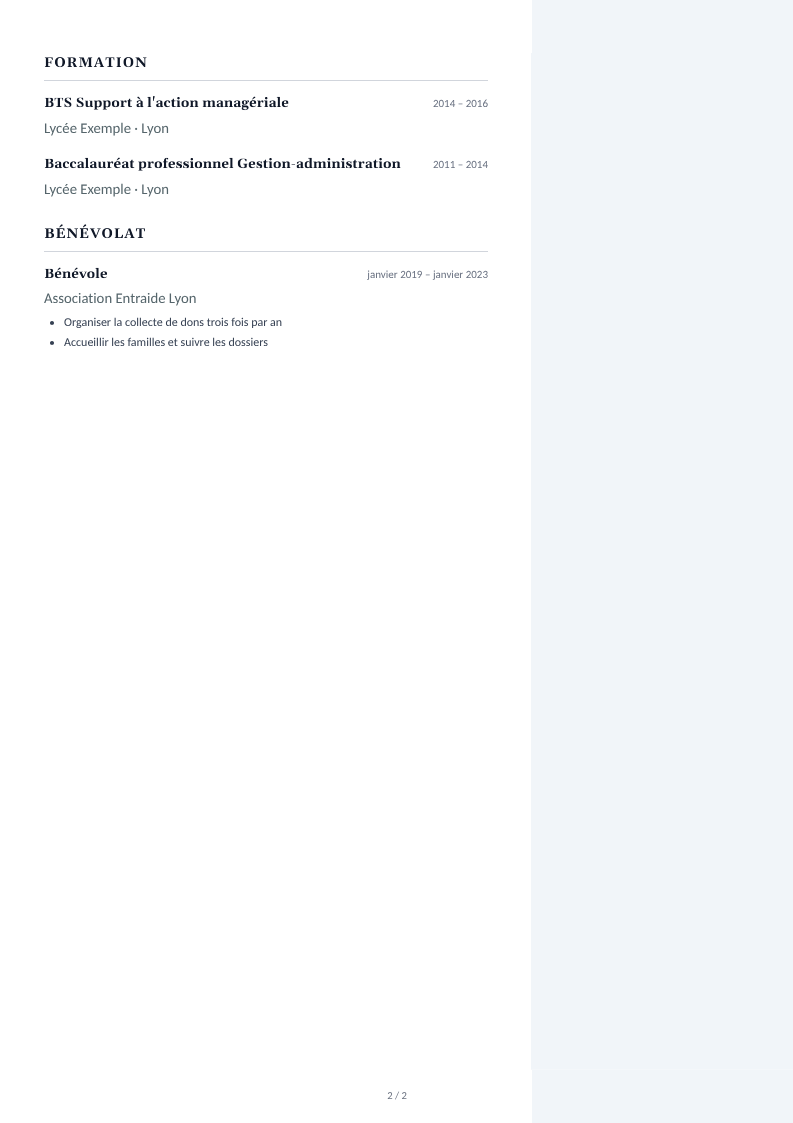 FORMATION
BTS Support à l'action managériale 2014 – 2016
Lycée Exemple · Lyon
Baccalauréat professionnel Gestion-administration 2011 – 2014
Lycée Exemple · Lyon
BÉNÉVOLAT
Bénévole janvier 2019 – janvier 2023
Association Entraide Lyon
• Organiser la collecte de dons trois fois par an
• Accueillir les familles et suivre les dossiers
2 / 2